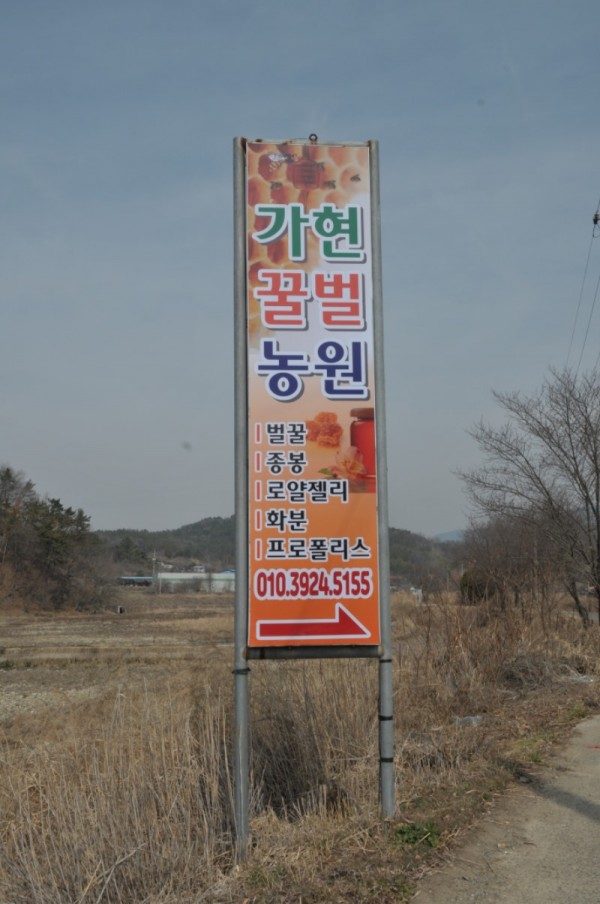 가현
꿀벌
농원
벌꿀
종봉
로얄젤리
화분
프로폴리스
010.3924.5155